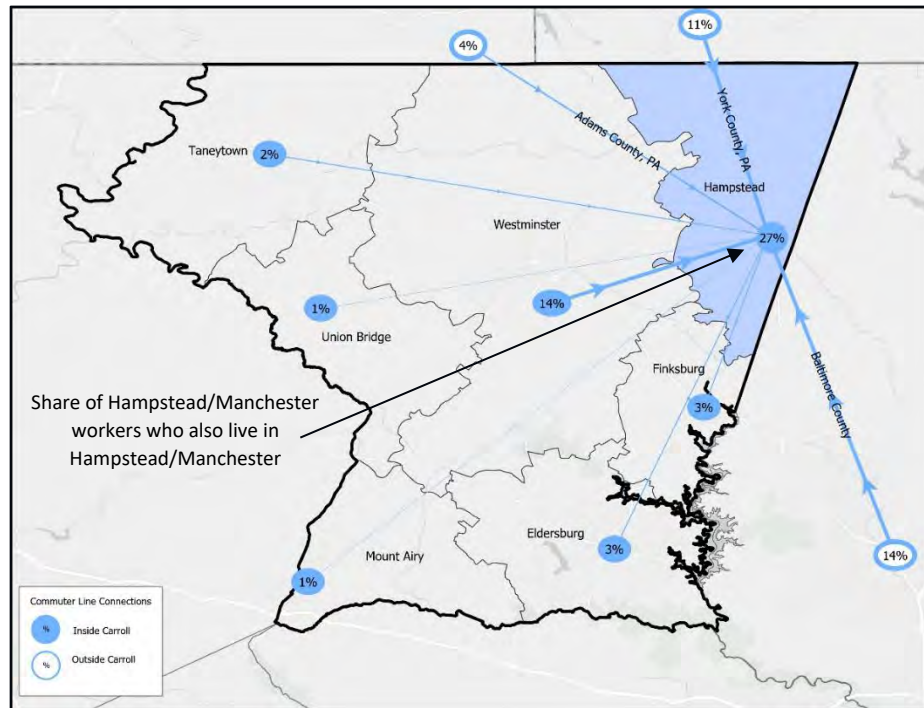 11%
4%
York County, PA
Adams County, PA
Taneytown
2%
Hampstead
Westminster
27%
14%
1%
Union Bridge
Baltimore County
Finksburg
Share of Hampstead/Manchester
workers who also live in
Hampstead/Manchester
3%
Eldersburg
3%
Mount Airy
14%
1%
Commuter Line Connections
% Inside Carroll
% Outside Carroll